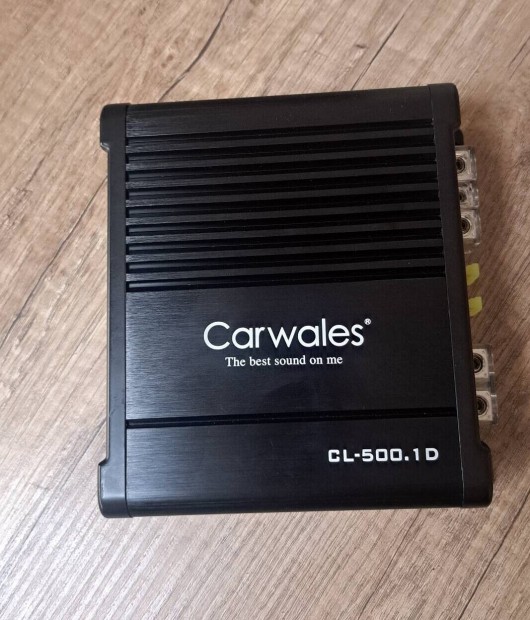 Carwales®
The best sound on me
CL-500.1D